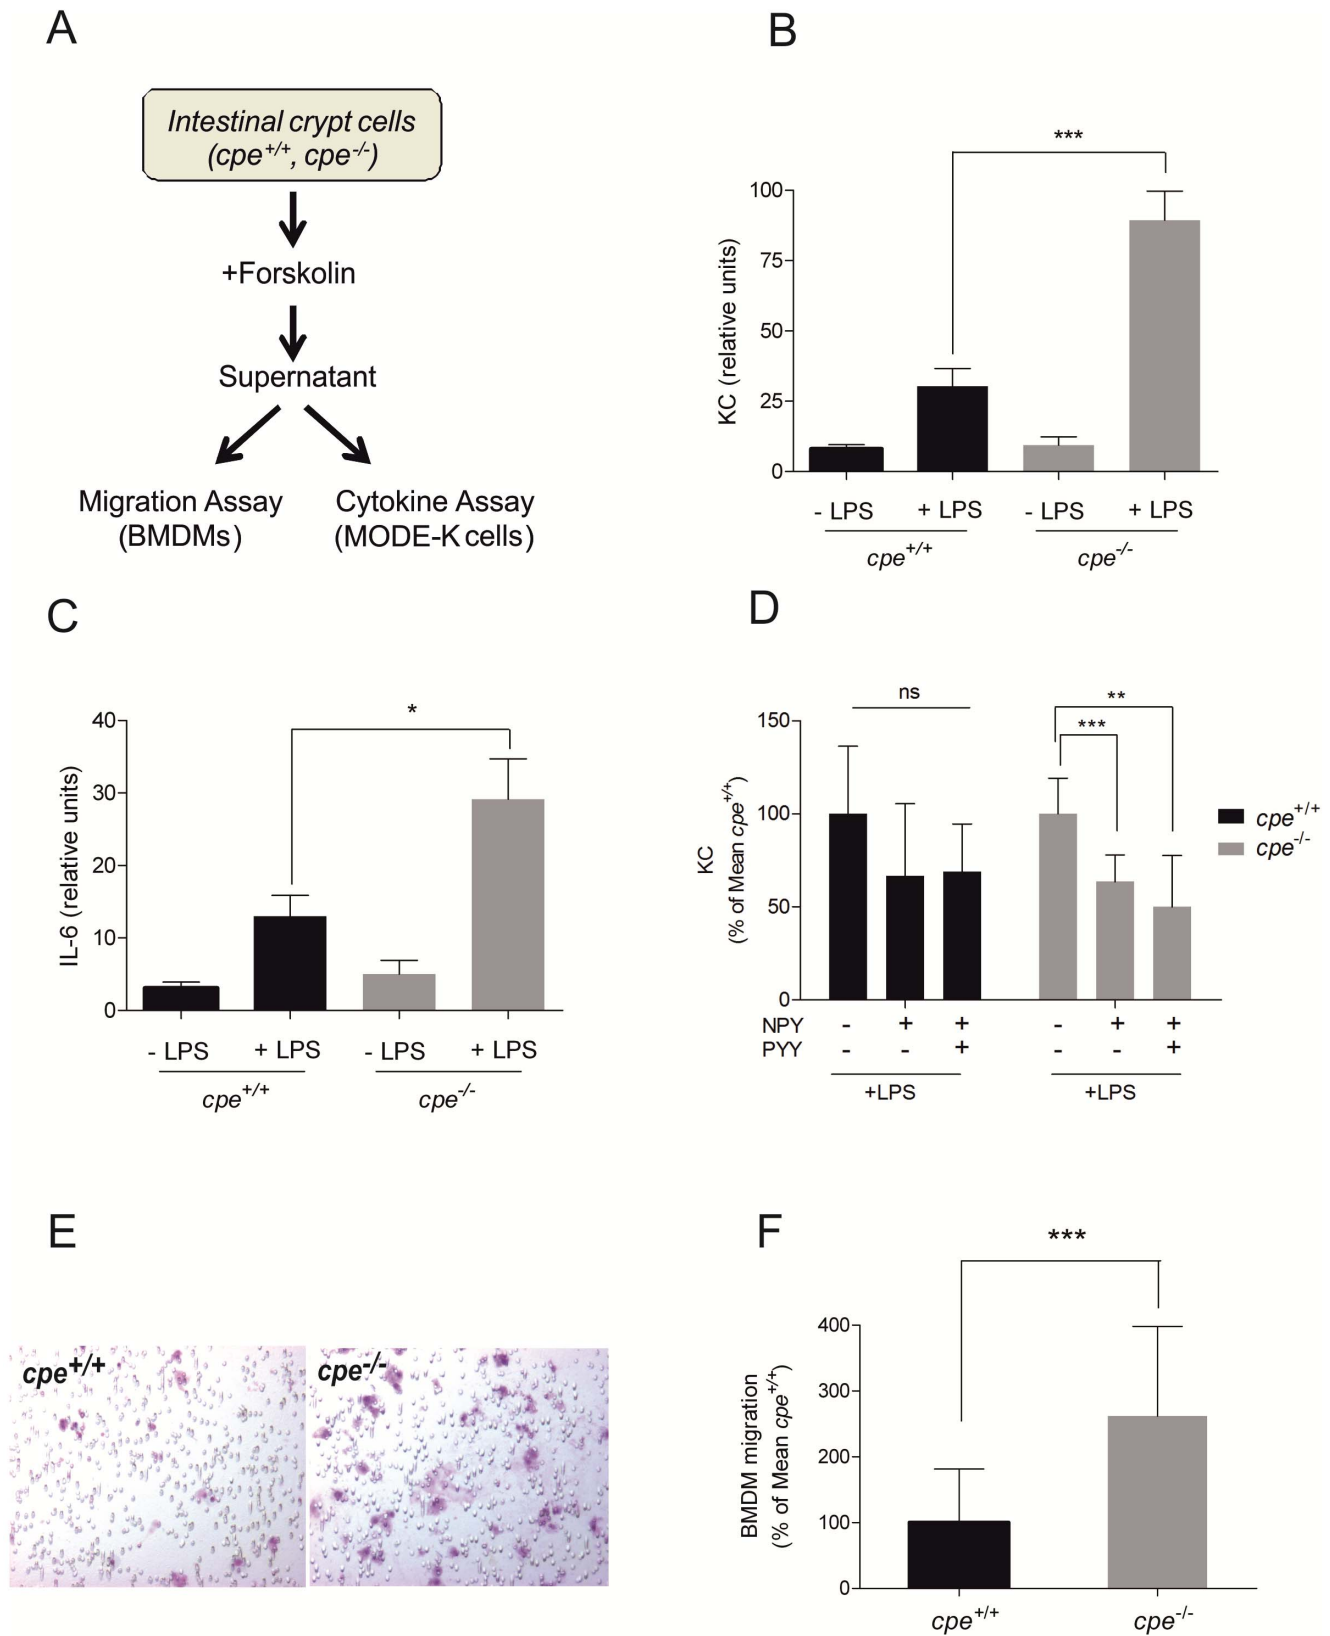 A
Intestinal crypt cells
(cpe+/+, cpe-/-)
+Forskolin
Supernatant
Migration Assay
(BMDMs)
Cytokine Assay
(MODE-K cells)
B
***
KC (relative units)
100
75
50
25
0
- LPS + LPS - LPS + LPS
cpe+/+ cpe-/-
C
*
IL-6 (relative units)
40
30
20
10
0
- LPS + LPS - LPS + LPS
cpe+/+ cpe-/-
D
ns
**
***
KC
(% of Mean cpe+/+)
150
100
50
0
cpe+/+
cpe-/-
NPY - + + - + +
PYY - - + - - +
+LPS +LPS
E
cpe+/+ cpe-/-
F
***
BMDM migration
(% of Mean cpe+/+)
400
300
200
100
0
cpe+/+ cpe-/-